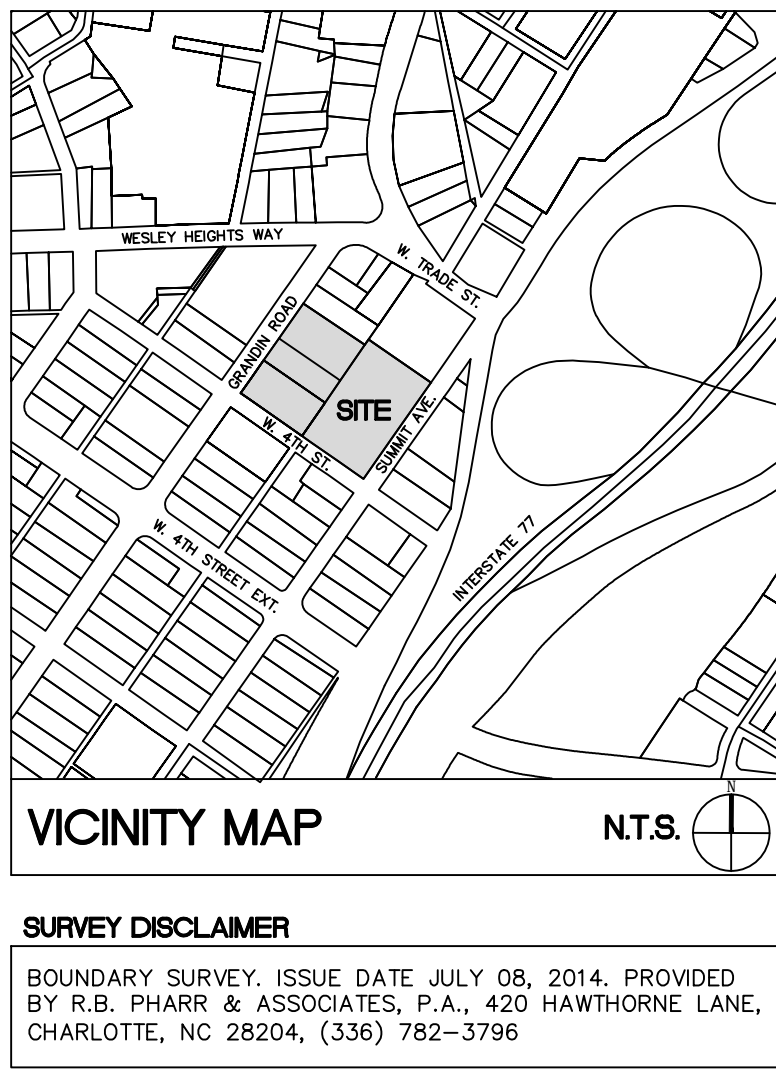 WESLEY HEIGHTS WAY
W. TRADE ST.
GRANDIN ROAD
SITE
SUMMIT AVE.
W. 4TH ST.
W. 4TH STREET EXT.
INTERSTATE 77
VICINITY MAP
N.T.S.
N
SURVEY DISCLAIMER
BOUNDARY SURVEY. ISSUE DATE JULY 08, 2014. PROVIDED
BY R.B. PHARR & ASSOCIATES, P.A., 420 HAWTHORNE LANE,
CHARLOTTE, NC 28204, (336) 782-3796